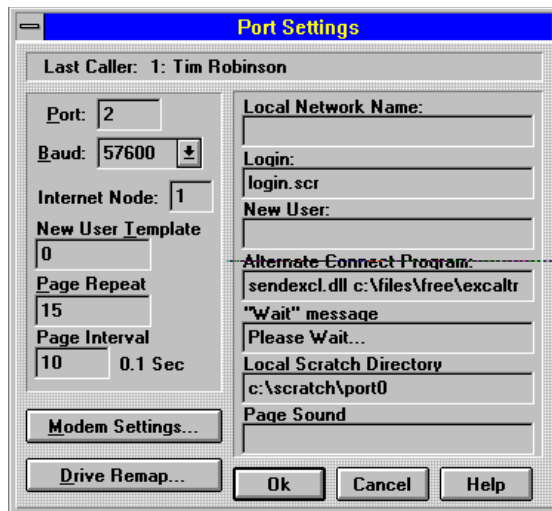 Port Settings
Last Caller: 1: Tim Robinson
Port: 2
Baud: 57600
Internet Node: 1
New User Template
0
Page Repeat
15
Page Interval
10 0.1 Sec
Modem Settings...
Drive Remap...
Local Network Name:
Login:
login.scr
New User:
Alternate Connect Program:
sendexcl.dll c:\files\free\excaltr
"Wait" message
Please Wait...
Local Scratch Directory
c:\scratch\port0
Page Sound
Ok Cancel Help